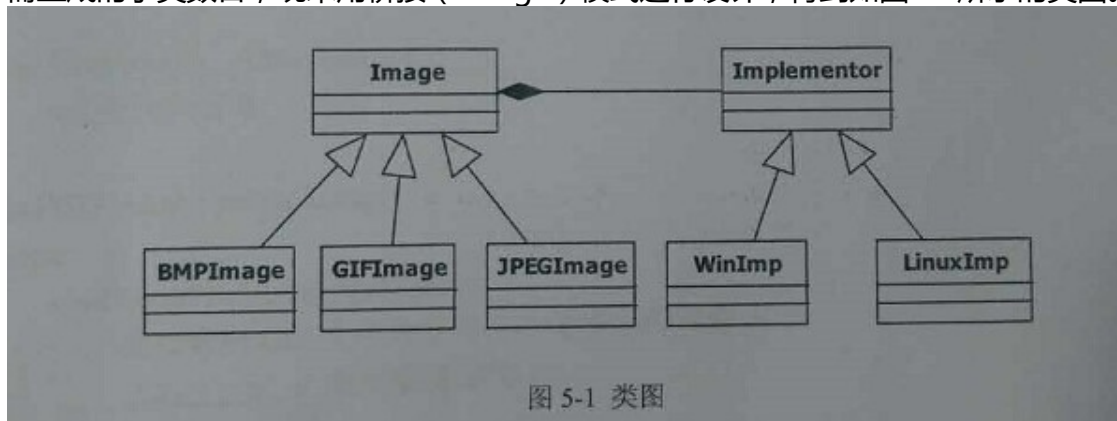 Image
Implementor
BMPImage
GIFImage
JPEGImage
WinImp
LinuxImp
图 5-1 类图